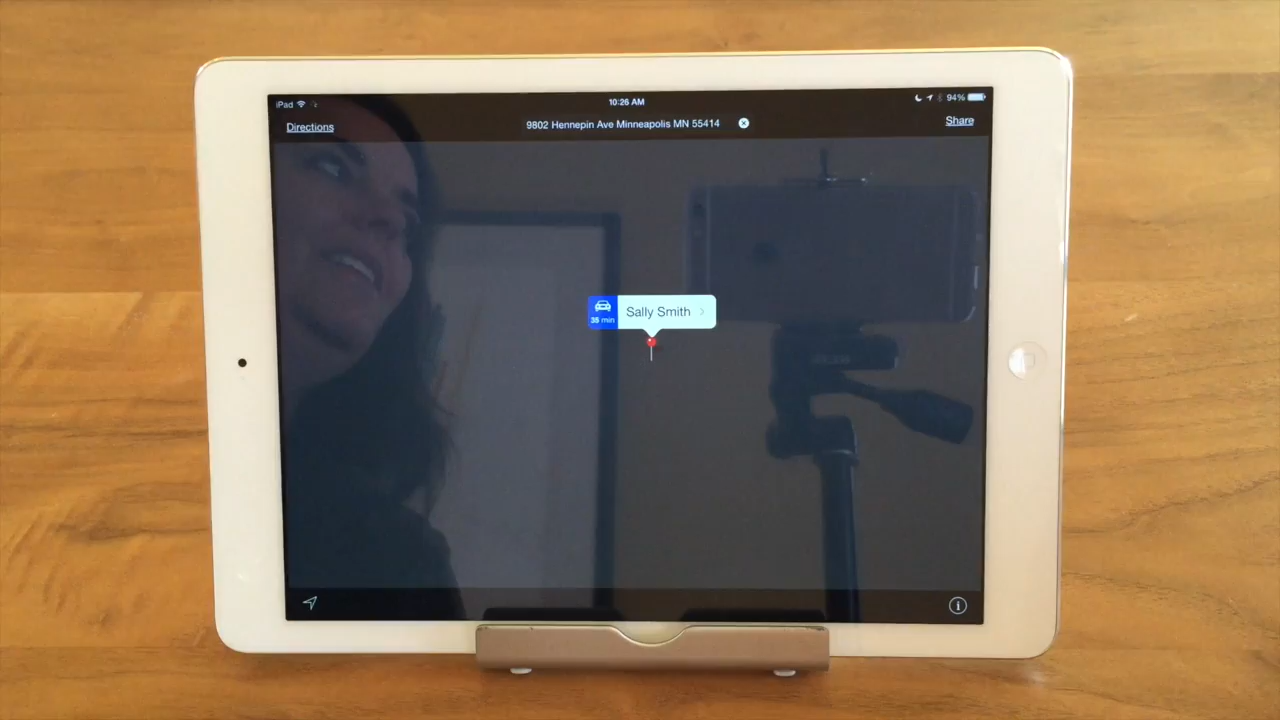 iPad
10:26 AM
94%
Directions
9802 Hennepin Ave Minneapolis MN 55414
Share
35 min
Sally Smith